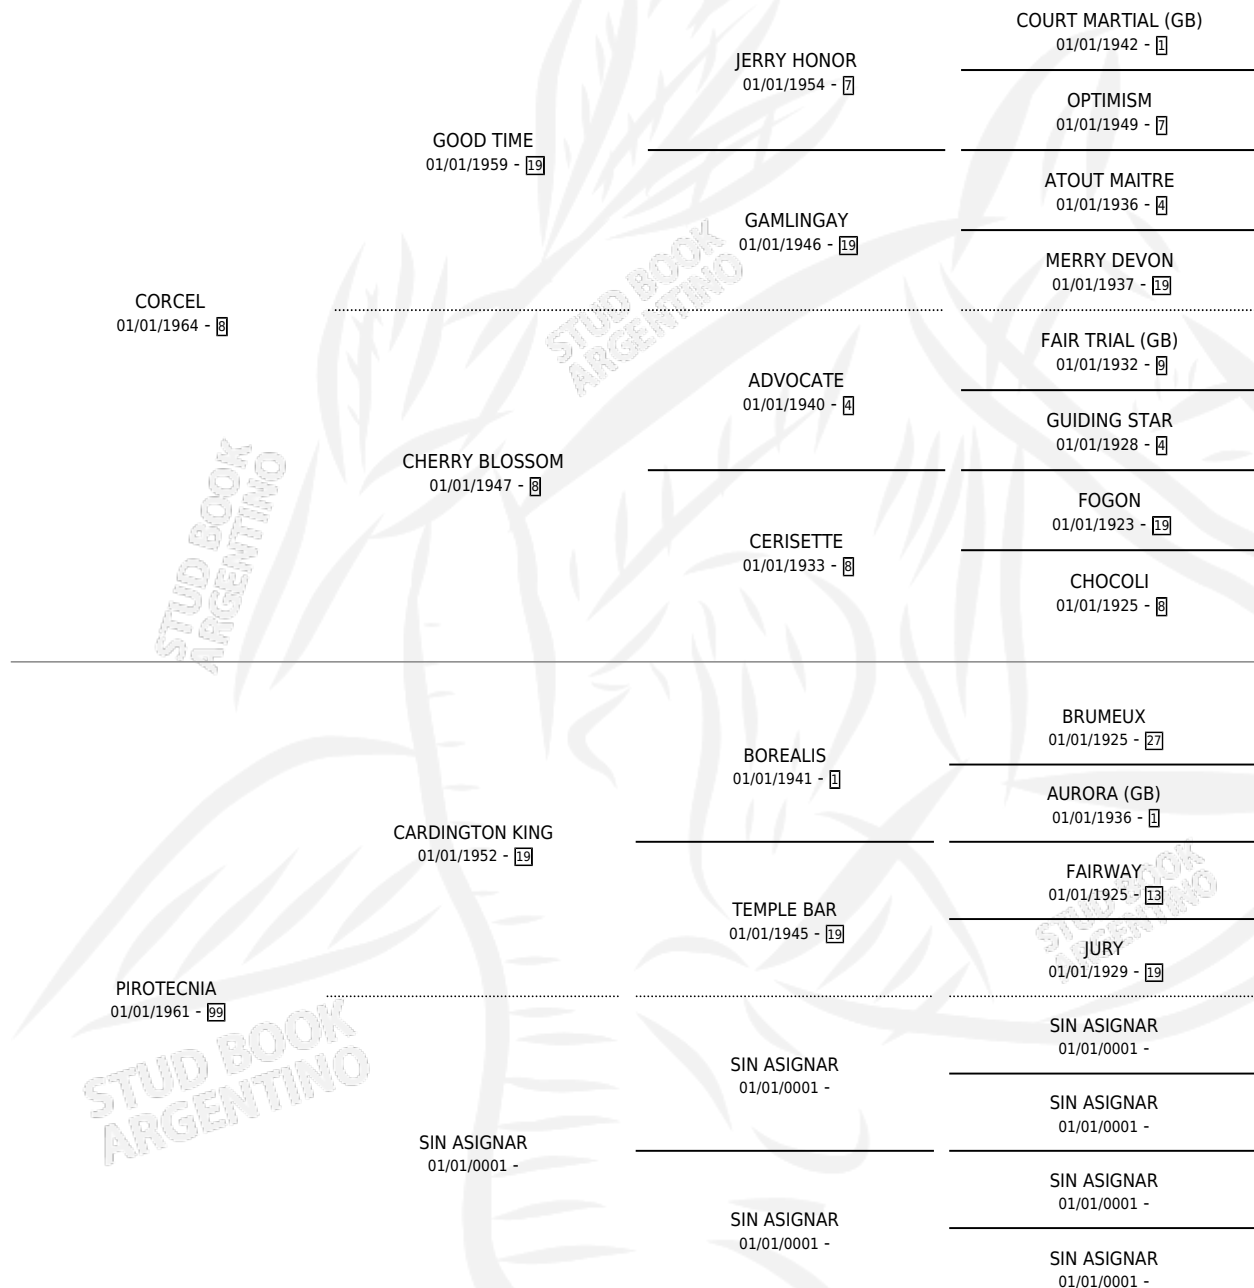 COURT MARTIAL (GB)
01/01/1942 - 1
JERRY HONOR
01/01/1954 - 7
OPTIMISM
01/01/1949 - 7
GOOD TIME
01/01/1959 - 19
ATOUT MAITRE
01/01/1936 - 4
GAMLINGAY
01/01/1946 - 19
MERRY DEVON
01/01/1937 - 19
CORCEL
01/01/1964 - 8
STUD BOOK
ARGENTINO
FAIR TRIAL (GB)
01/01/1932 - 9
ADVOCATE
01/01/1940 - 4
GUIDING STAR
01/01/1928 - 4
CHERRY BLOSSOM
01/01/1947 - 8
FOGON
01/01/1923 - 19
CERISETTE
01/01/1933 - 8
CHOCOLI
01/01/1925 - 8
STUD BOOK
ARGENTINO
BRUMEUX
01/01/1925 - 27
BOREALIS
01/01/1941 - 1
AURORA (GB)
01/01/1936 - 1
CARDINGTON KING
01/01/1952 - 19
FAIRWAY
01/01/1925 - 13
TEMPLE BAR
01/01/1945 - 19
JURY
01/01/1929 - 19
STUD BOOK
ARGENTINO
PIROTECNIA
01/01/1961 - 99
SIN ASIGNAR
01/01/0001 -
SIN ASIGNAR
01/01/0001 -
SIN ASIGNAR
01/01/0001 -
STUD BOOK
ARGENTINO
SIN ASIGNAR
01/01/0001 -
SIN ASIGNAR
01/01/0001 -
SIN ASIGNAR
01/01/0001 -
SIN ASIGNAR
01/01/0001 -